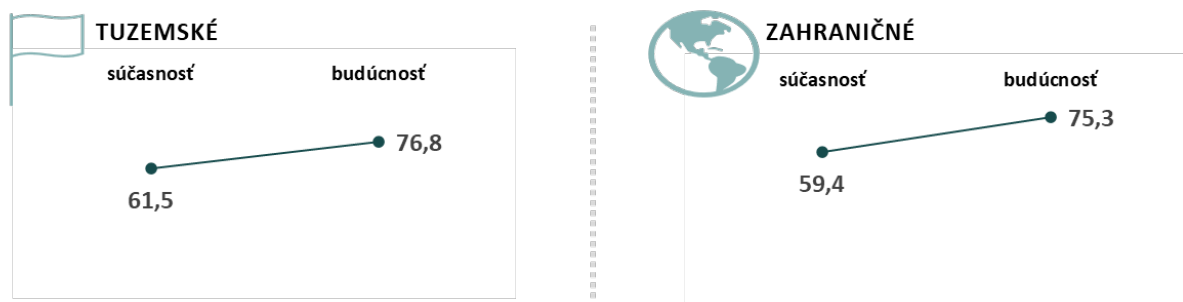 TUZEMSKÉ
súčasnosť budúcnosť
76,8
61,5
ZAHRANIČNÉ
súčasnosť budúcnosť
75,3
59,4